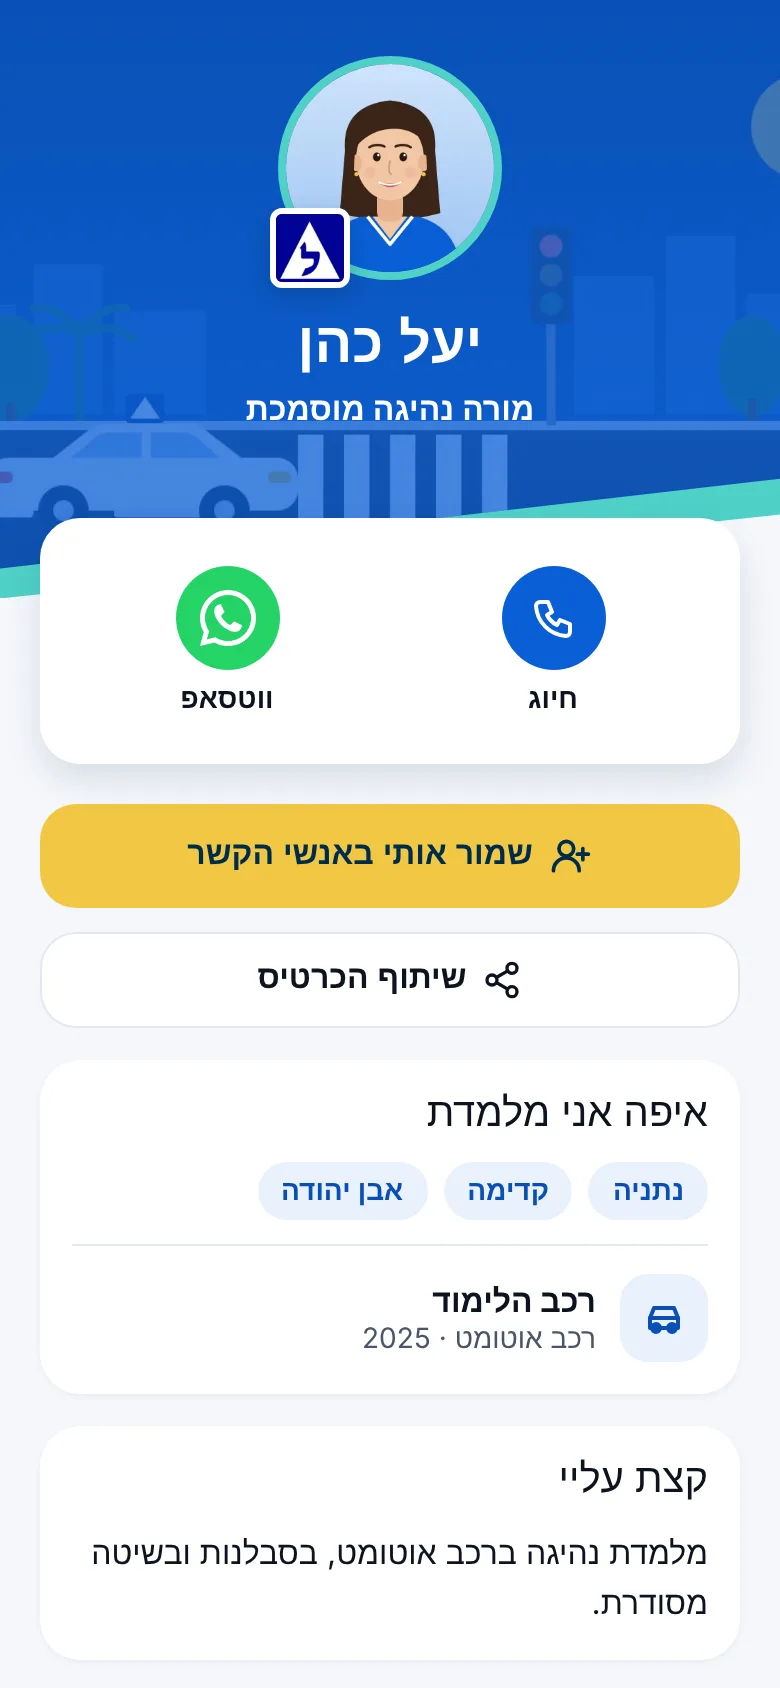 ל
יעל כהן
מורה נהיגה מוסמכת
חיוג
ווטסאפ
שמור אותי באנשי הקשר
שיתוף הכרטיס
איפה אני מלמדת
נתניה
קדימה
אבן יהודה
רכב הלימוד
רכב אוטומט · 2025
קצת עליי
מלמדת נהיגה ברכב אוטומט, בסבלנות ובשיטה
מסודרת.